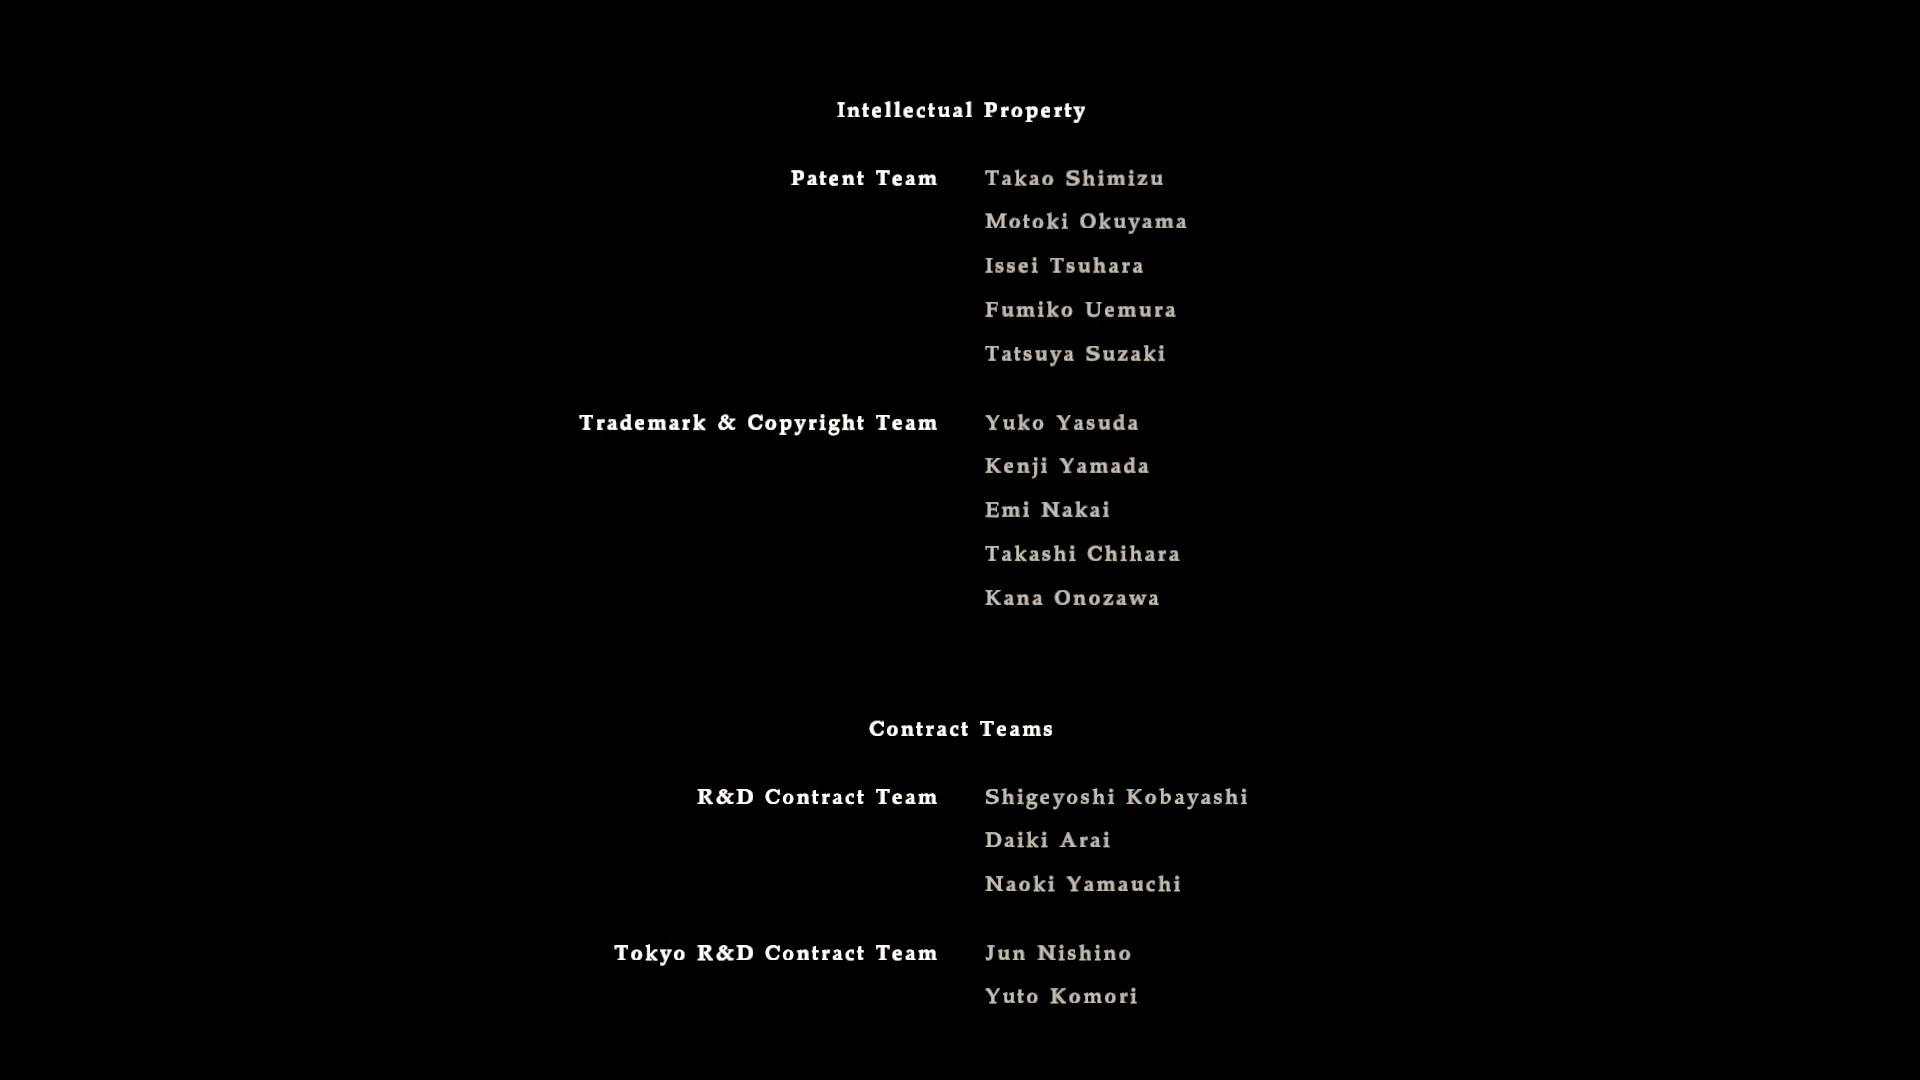 Intellectual Property
Patent Team Takao Shimizu
Motoki Okuyama
Issei Tsuhara
Fumiko Uemura
Tatsuya Suzaki
Trademark & Copyright Team Yuko Yasuda
Kenji Yamada
Emi Nakai
Takashi Chihara
Kana Onozawa
Contract Teams
R&D Contract Team Shigeyoshi Kobayashi
Daiki Arai
Naoki Yamauchi
Tokyo R&D Contract Team Jun Nishino
Yuto Komori